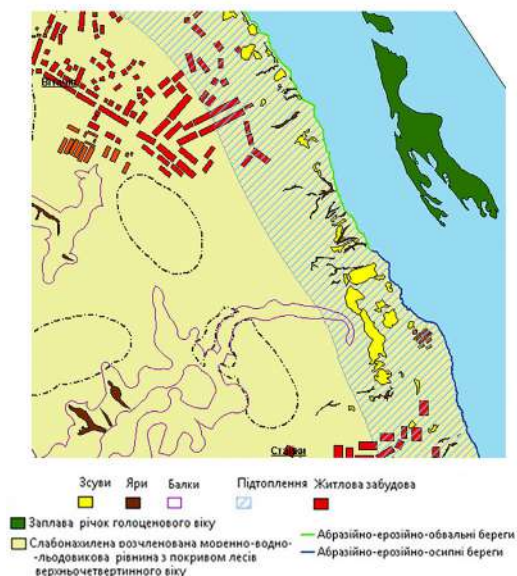 Зсуви Яри Балки Підтоплення Житлова забудова
Заплава річок голоценового віку
Слабонахилена розчленована моренно-водно-
-льодовикова рівнина з покривом лесів
верхньочетвертинного віку
Абразійно-ерозійно-обвальні береги
Абразійно-ерозійно-осипні береги